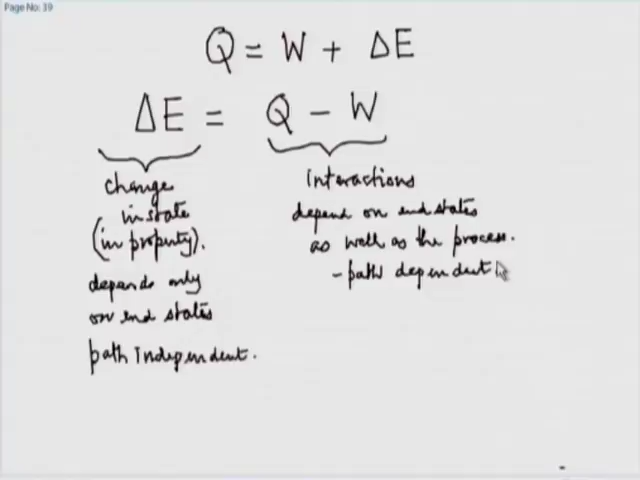 Page No: 39
Q = W + ΔE
ΔE = Q − W
change
in state
(in property).
depends only
on end states
path independent.
Interactions
depend on end states
as well as the process.
- path dependent